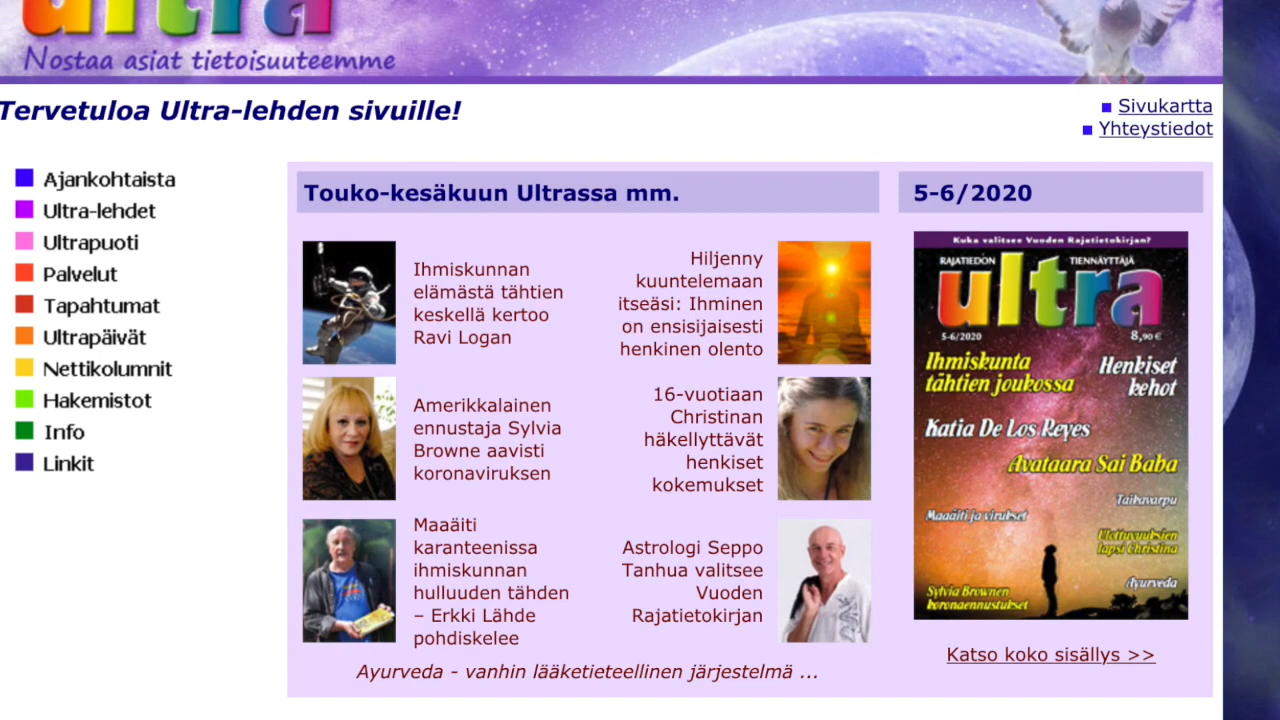 ultra
Nostaa asiat tietoisuuteemme
Tervetuloa Ultra-lehden sivuille!
Sivukartta
Yhteystiedot
Ajankohtaista
Ultra-lehdet
Ultrapuoti
Palvelut
Tapahtumat
Ultrapäivät
Nettikolumnit
Hakemistot
Info
Linkit
Touko-kesäkuun Ultrassa mm.
Ihmiskunnan
elämästä tähtien
keskellä kertoo
Ravi Logan
Hiljenny
kuuntelemaan
itseäsi: Ihminen
on ensisijaisesti
henkinen olento
Amerikkalainen
ennustaja Sylvia
Browne aavisti
koronaviruksen
16-vuotiaan
Christinan
häkellyttävät
henkiset
kokemukset
Maaäiti
karanteenissa
ihmiskunnan
hulluuden tähden
– Erkki Lähde
pohdiskelee
Astrologi Seppo
Tanhua valitsee
Vuoden
Rajatietokirjan
Ayurveda - vanhin lääketieteellinen järjestelmä ...
5-6/2020
Kuka valitsee Vuoden Rajatietokirjan?
RAJATIEDON TIENNÄYTTÄJÄ
ultra
5-6/2020 8,90 €
Ihmiskunta
tähtien joukossa
Henkiset
kehot
Katia De Los Reyes
Avataara Sai Baba
Taikavarpu
Maaäiti ja virukset
Ulottuvuuksien
lapsi Christina
Ayurveda
Sylvia Brownen
koronaennustukset
Katso koko sisällys >>